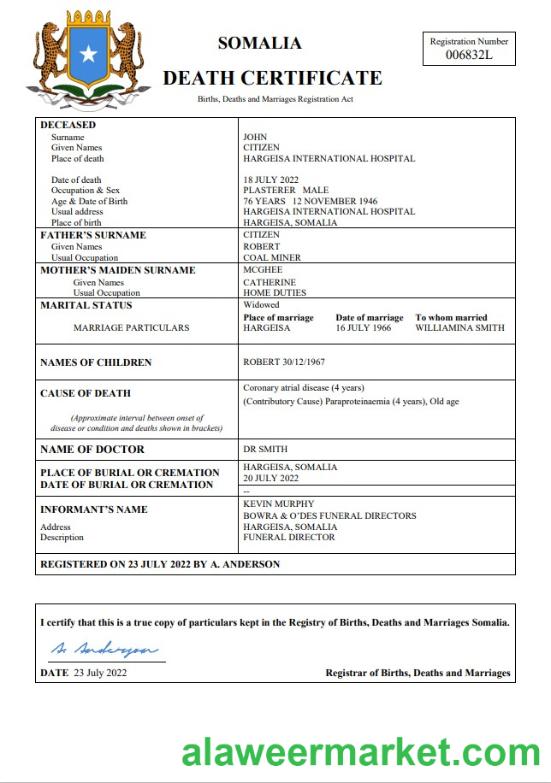 SOMALIA
DEATH CERTIFICATE
Births, Deaths and Marriages Registration Act
Registration Number
006832L
DECEASED
Surname JOHN
Given Names CITIZEN
Place of death HARGEISA INTERNATIONAL HOSPITAL
Date of death 18 JULY 2022
Occupation & Sex PLASTERER MALE
Age & Date of Birth 76 YEARS 12 NOVEMBER 1946
Usual address HARGEISA INTERNATIONAL HOSPITAL
Place of birth HARGEISA, SOMALIA
FATHER'S SURNAME CITIZEN
Given Names ROBERT
Usual Occupation COAL MINER
MOTHER'S MAIDEN SURNAME MCGHEE
Given Names CATHERINE
Usual Occupation HOME DUTIES
MARITAL STATUS Widowed
Place of marriage Date of marriage To whom married
MARRIAGE PARTICULARS HARGEISA 16 JULY 1966 WILLIAMINA SMITH
NAMES OF CHILDREN ROBERT 30/12/1967
CAUSE OF DEATH Coronary atrial disease (4 years)
(Contributory Cause) Paraproteinaemia (4 years), Old age
(Approximate interval between onset of
disease or condition and deaths shown in brackets)
NAME OF DOCTOR DR SMITH
PLACE OF BURIAL OR CREMATION HARGEISA, SOMALIA
DATE OF BURIAL OR CREMATION 20 JULY 2022
--
INFORMANT'S NAME KEVIN MURPHY
BOWRA & O'DES FUNERAL DIRECTORS
Address HARGEISA, SOMALIA
Description FUNERAL DIRECTOR
REGISTERED ON 23 JULY 2022 BY A. ANDERSON
I certify that this is a true copy of particulars kept in the Registry of Births, Deaths and Marriages Somalia.
A. Anderson
DATE 23 July 2022 Registrar of Births, Deaths and Marriages
alaweermarket.com